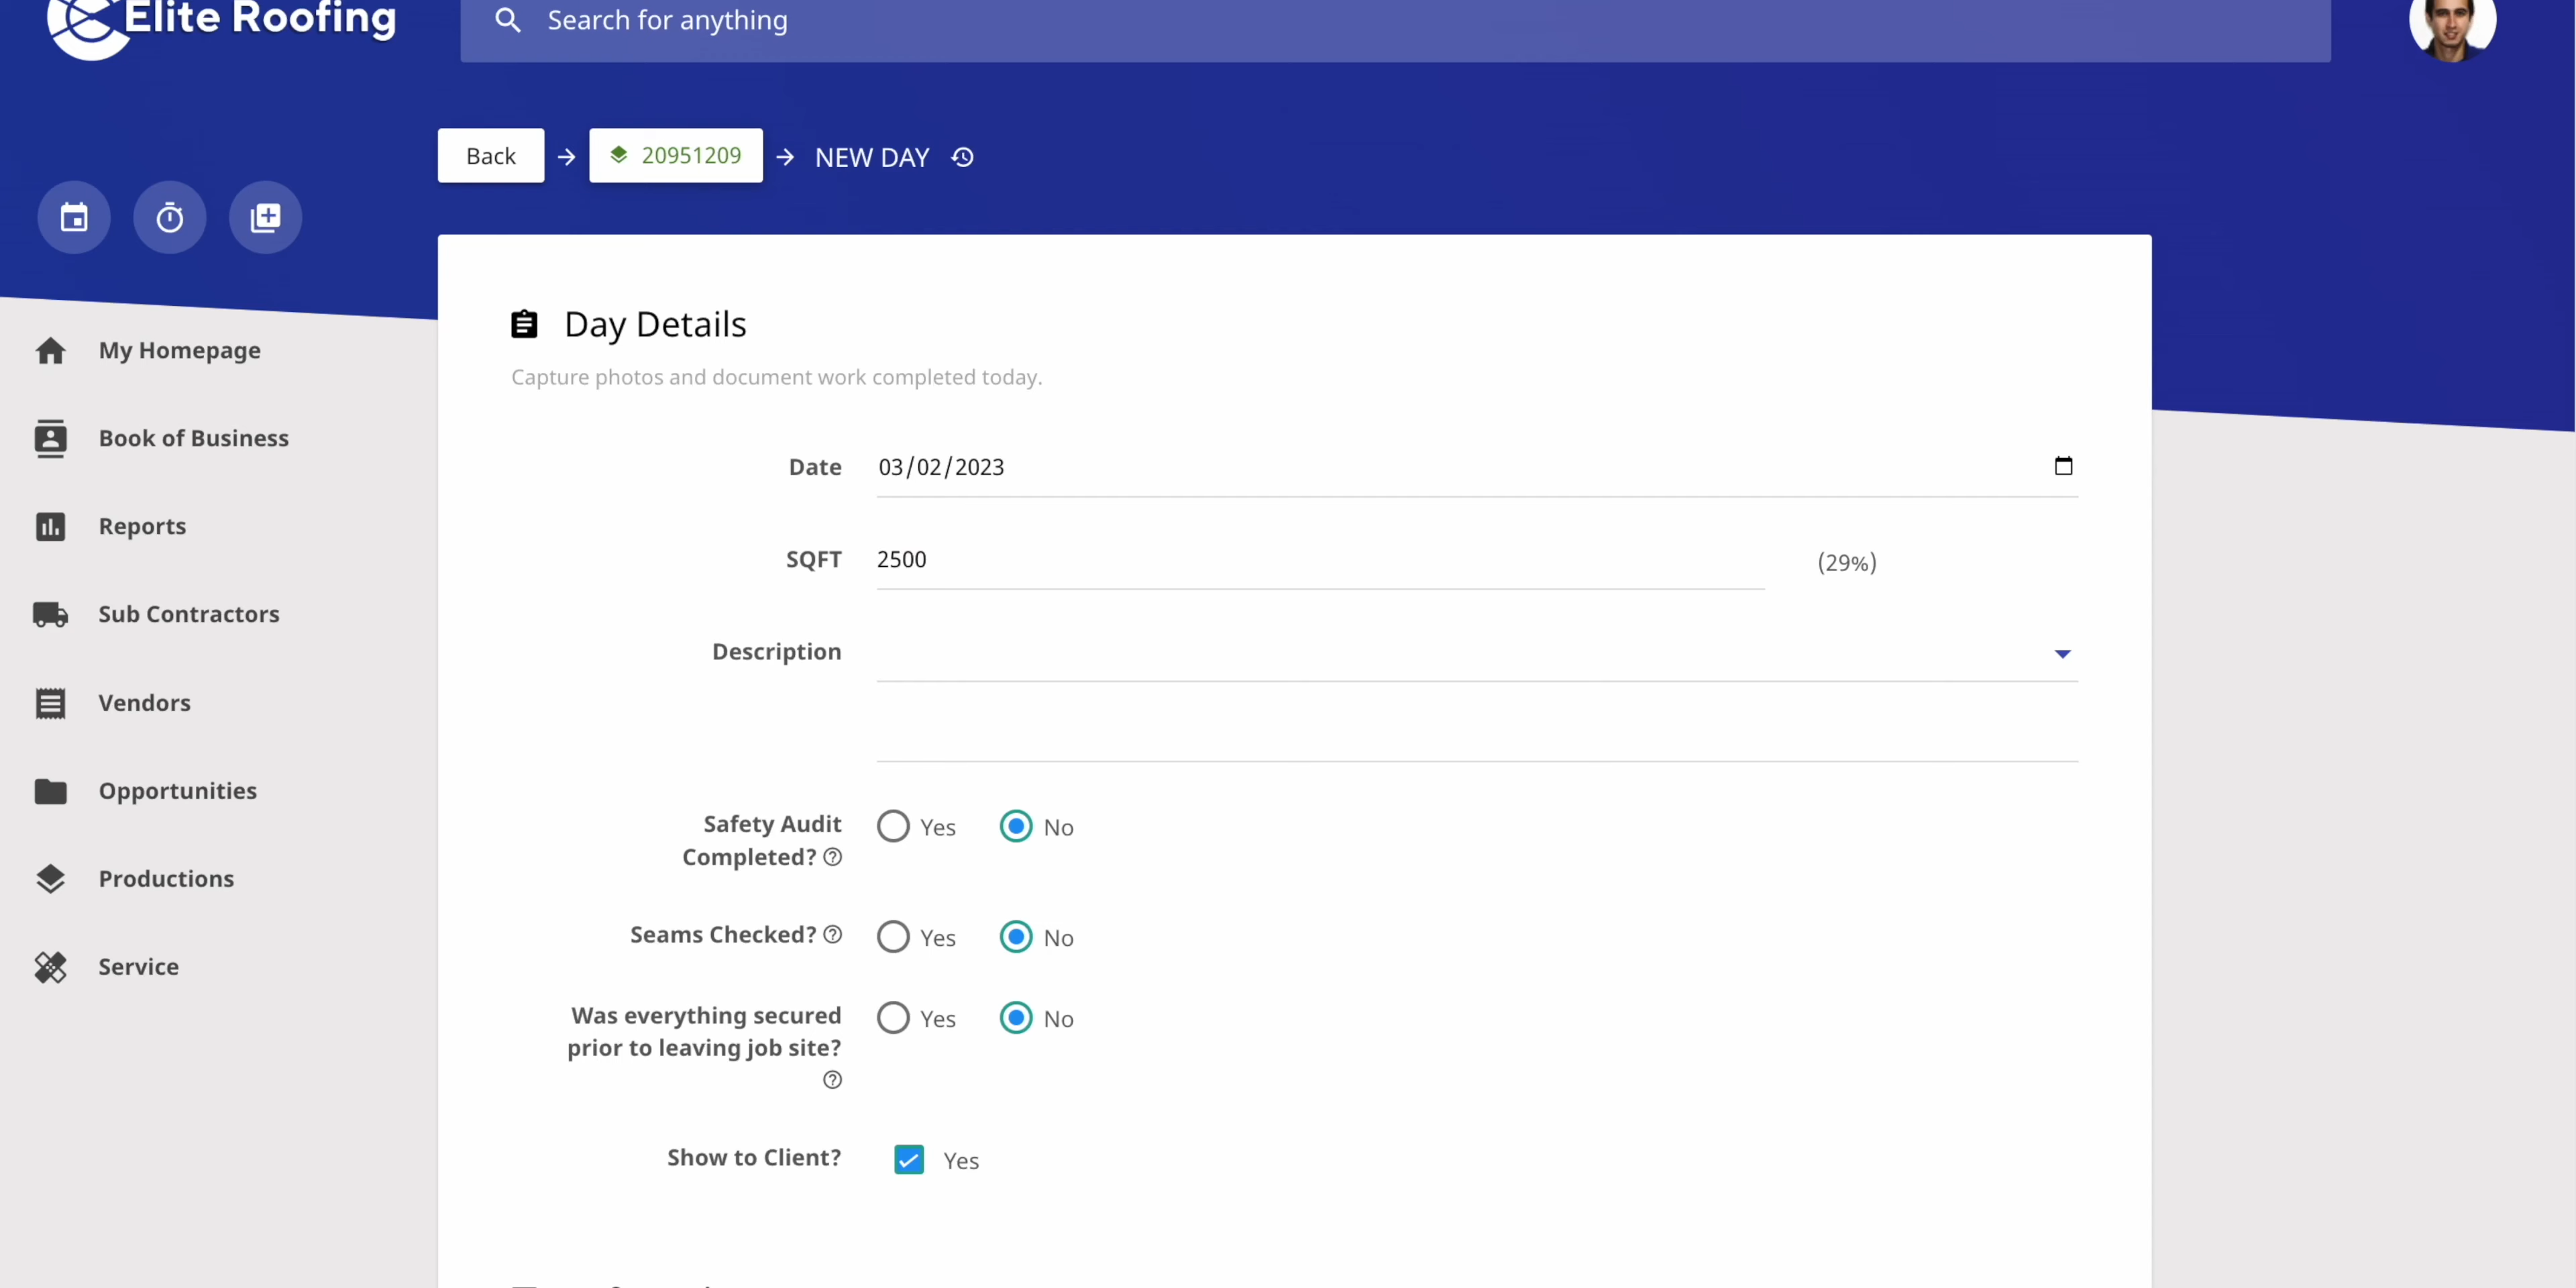 Elite Roofing
Search for anything
Back
20951209
NEW DAY
My Homepage
Book of Business
Reports
Sub Contractors
Vendors
Opportunities
Productions
Service
Day Details
Capture photos and document work completed today.
Date 03/02/2023
SQFT 2500 (29%)
Description
Safety Audit
Completed?
Yes No
Seams Checked? Yes No
Was everything secured
prior to leaving job site?
Yes No
Show to Client? Yes